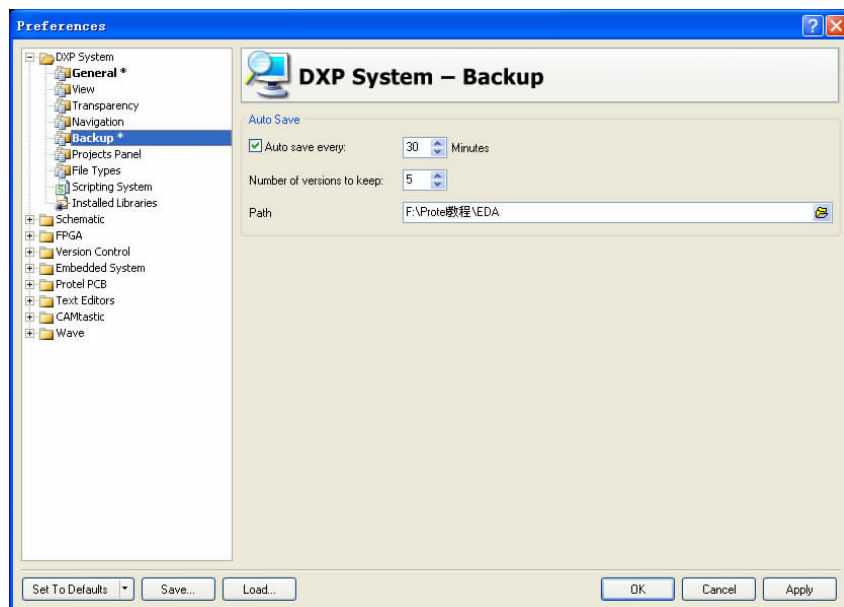 Preferences
DXP System
General *
View
Transparency
Navigation
Backup *
Projects Panel
File Types
Scripting System
Installed Libraries
Schematic
FPGA
Version Control
Embedded System
Protel PCB
Text Editors
CAMtastic
Wave
DXP System – Backup
Auto Save
Auto save every: 30 Minutes
Number of versions to keep: 5
Path F:\Protel教程\EDA
Set To Defaults Save... Load... OK Cancel Apply